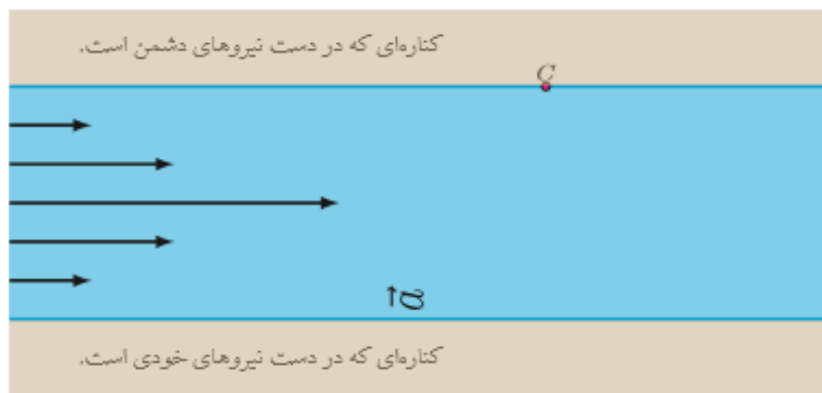 کناره‌ای که در دست نیروهای دشمن است.
C
a
کناره‌ای که در دست نیروهای خودی است.